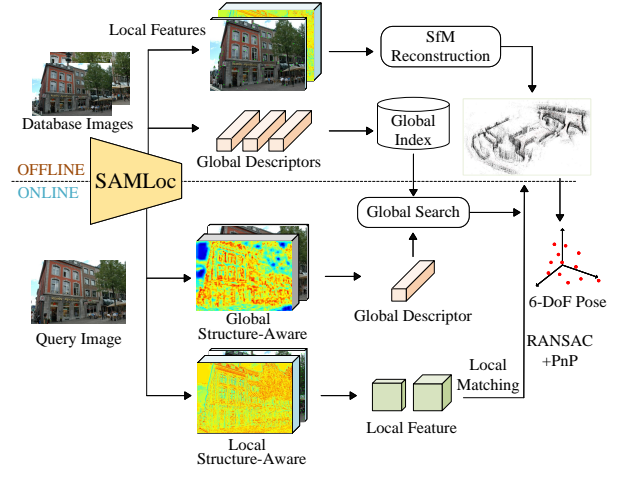 Local Features
SfM
Reconstruction
Database Images
Global Descriptors
Global
Index
OFFLINE
ONLINE
SAMLoc
Global Search
Query Image
Global
Structure-Aware
Global
Descriptor
6-DoF Pose
RANSAC
+PnP
Local
Matching
Local Feature
Local
Structure-Aware